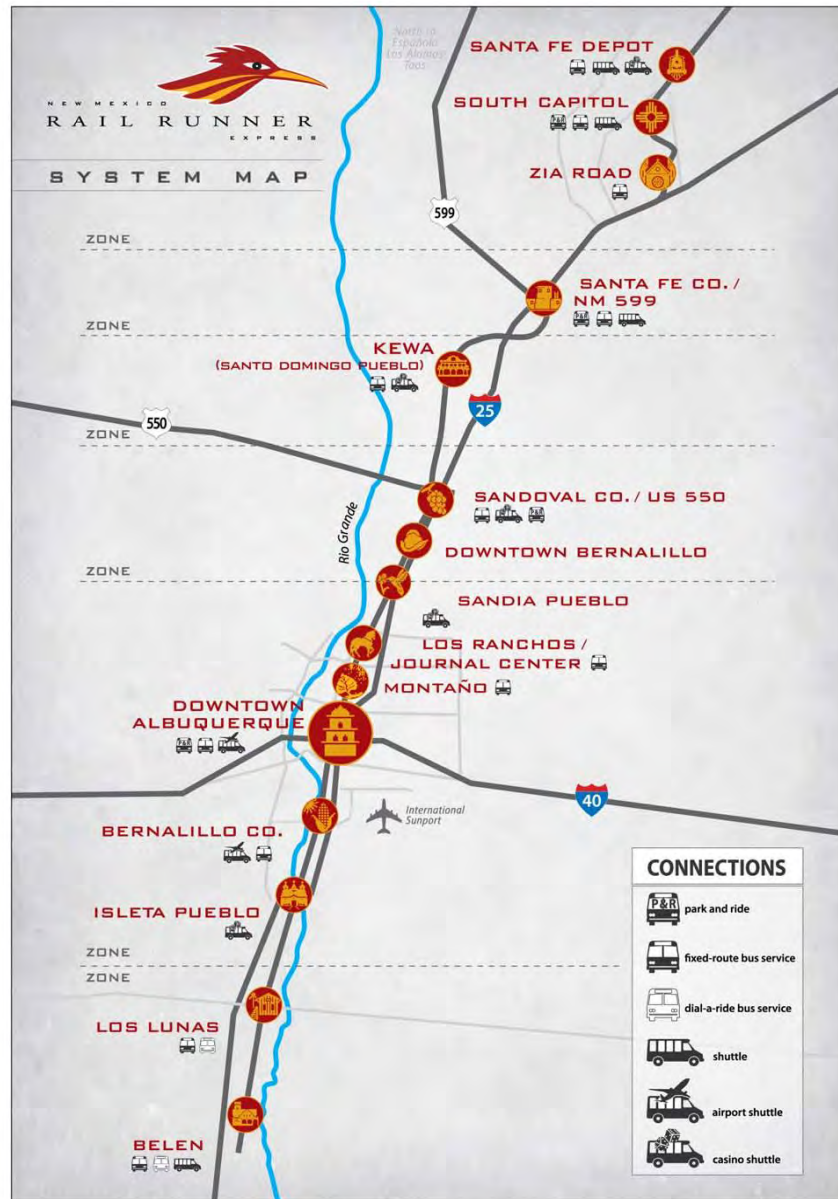 North to
Española
Los Alamos
Taos
NEW MEXICO
RAIL RUNNER
EXPRESS
SYSTEM MAP
SANTA FE DEPOT
SOUTH CAPITOL
ZIA ROAD
599
ZONE
SANTA FE CO. /
NM 599
ZONE
KEWA
(SANTO DOMINGO PUEBLO)
25
550
ZONE
SANDOVAL CO. / US 550
Rio Grande
DOWNTOWN BERNALILLO
ZONE
SANDIA PUEBLO
LOS RANCHOS /
JOURNAL CENTER
MONTAÑO
DOWNTOWN
ALBUQUERQUE
40
International
Sunport
BERNALILLO CO.
ISLETA PUEBLO
ZONE
ZONE
LOS LUNAS
BELEN
CONNECTIONS
P&R
park and ride
fixed-route bus service
dial-a-ride bus service
shuttle
airport shuttle
casino shuttle